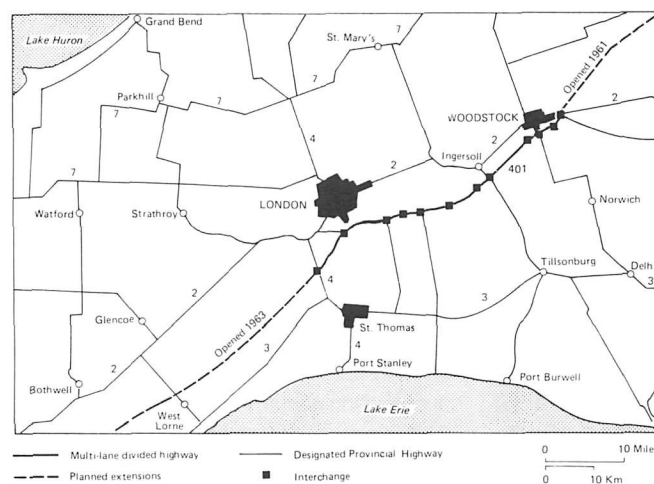 Lake Huron
Grand Bend
St. Mary's
7
7
7
Opened 1961
Parkhill
7
7
4
2
WOODSTOCK
2
Ingersoll
2
401
7
LONDON
Watford
Strathroy
Norwich
Tillsonburg
Delh
3
4
3
2
Glencoe
Opened 1963
St. Thomas
3
4
2
Port Stanley
Bothwell
West
Lorne
Port Burwell
Lake Erie
Multi-lane divided highway
Designated Provincial Highway
0 10 Mile
Planned extensions
Interchange
0 10 Km